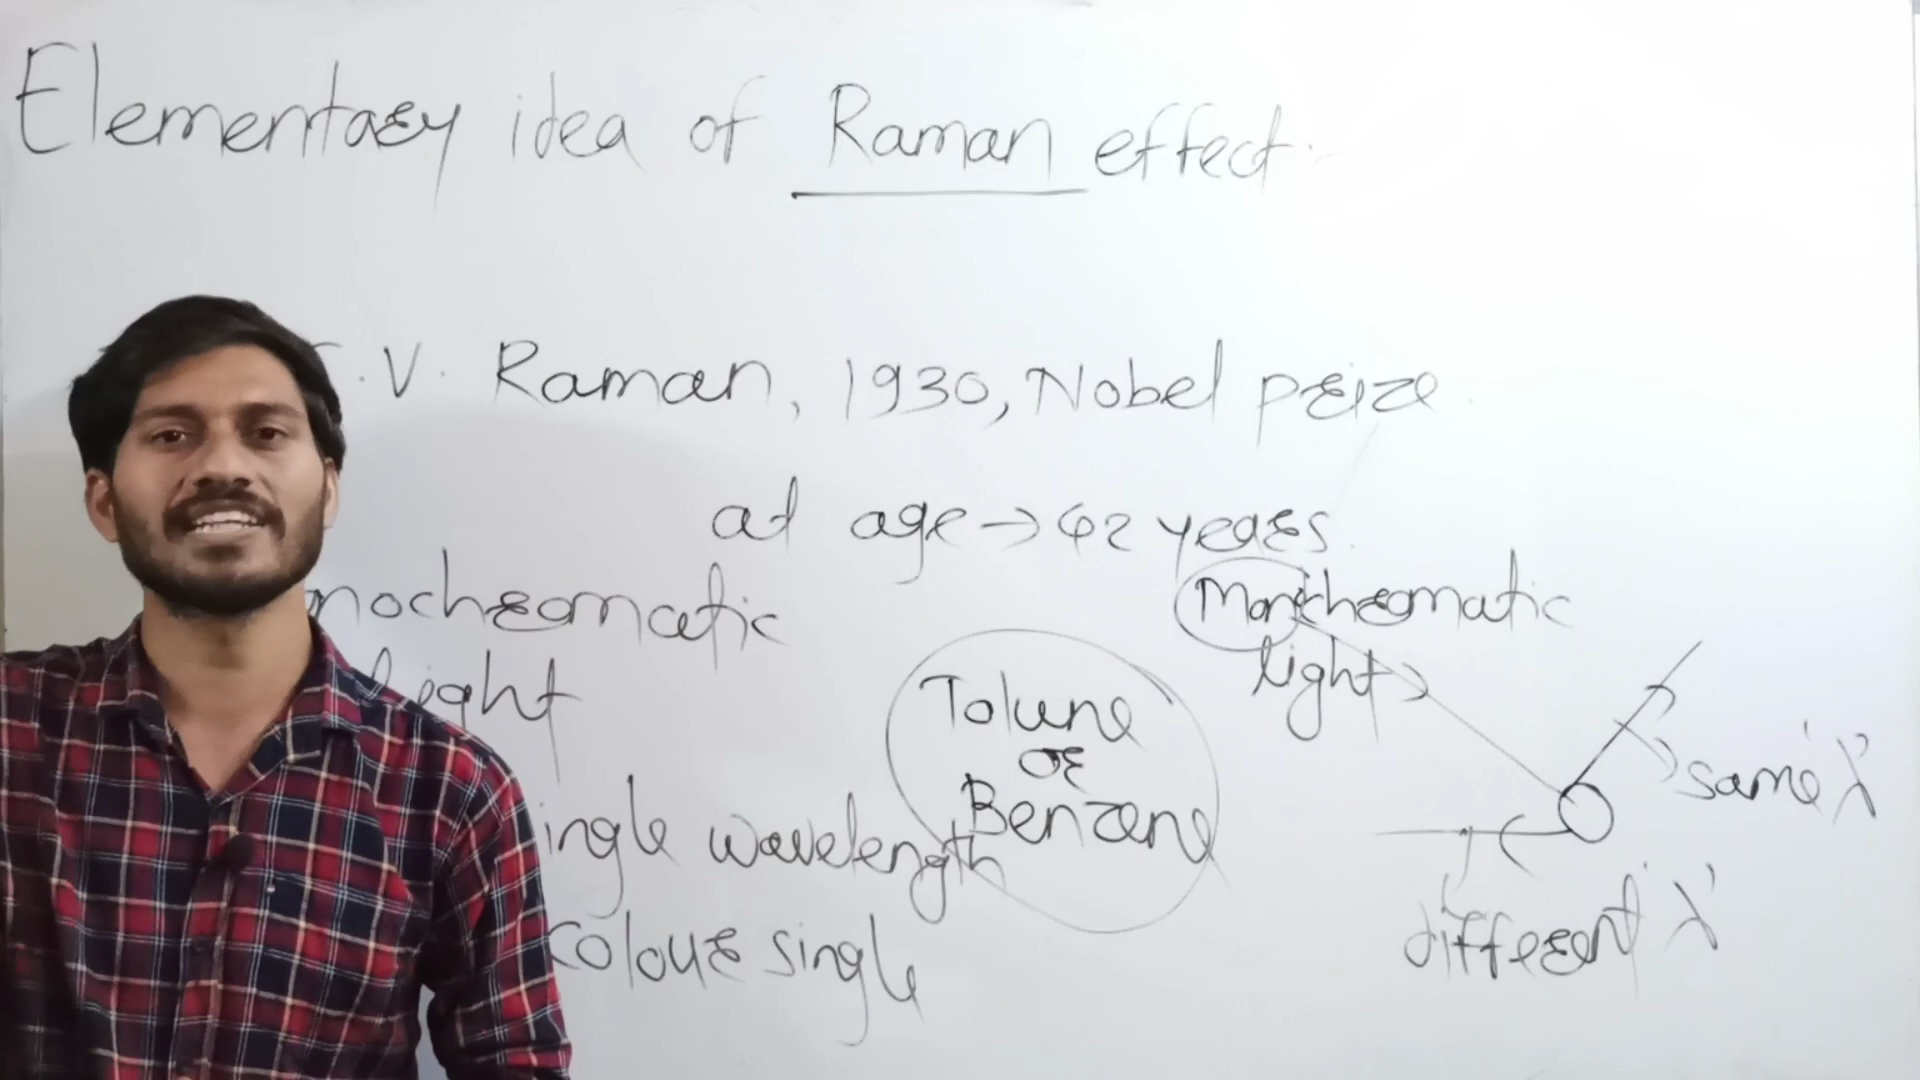 Elementary idea of Raman effect.
. V. Raman, 1930, Nobel prize
at age → 42 years.
nochromatic
light
ingle wavelength
colour single
Tolune
or
Benzene
Monochromatic
light
same 'λ'
different 'λ'